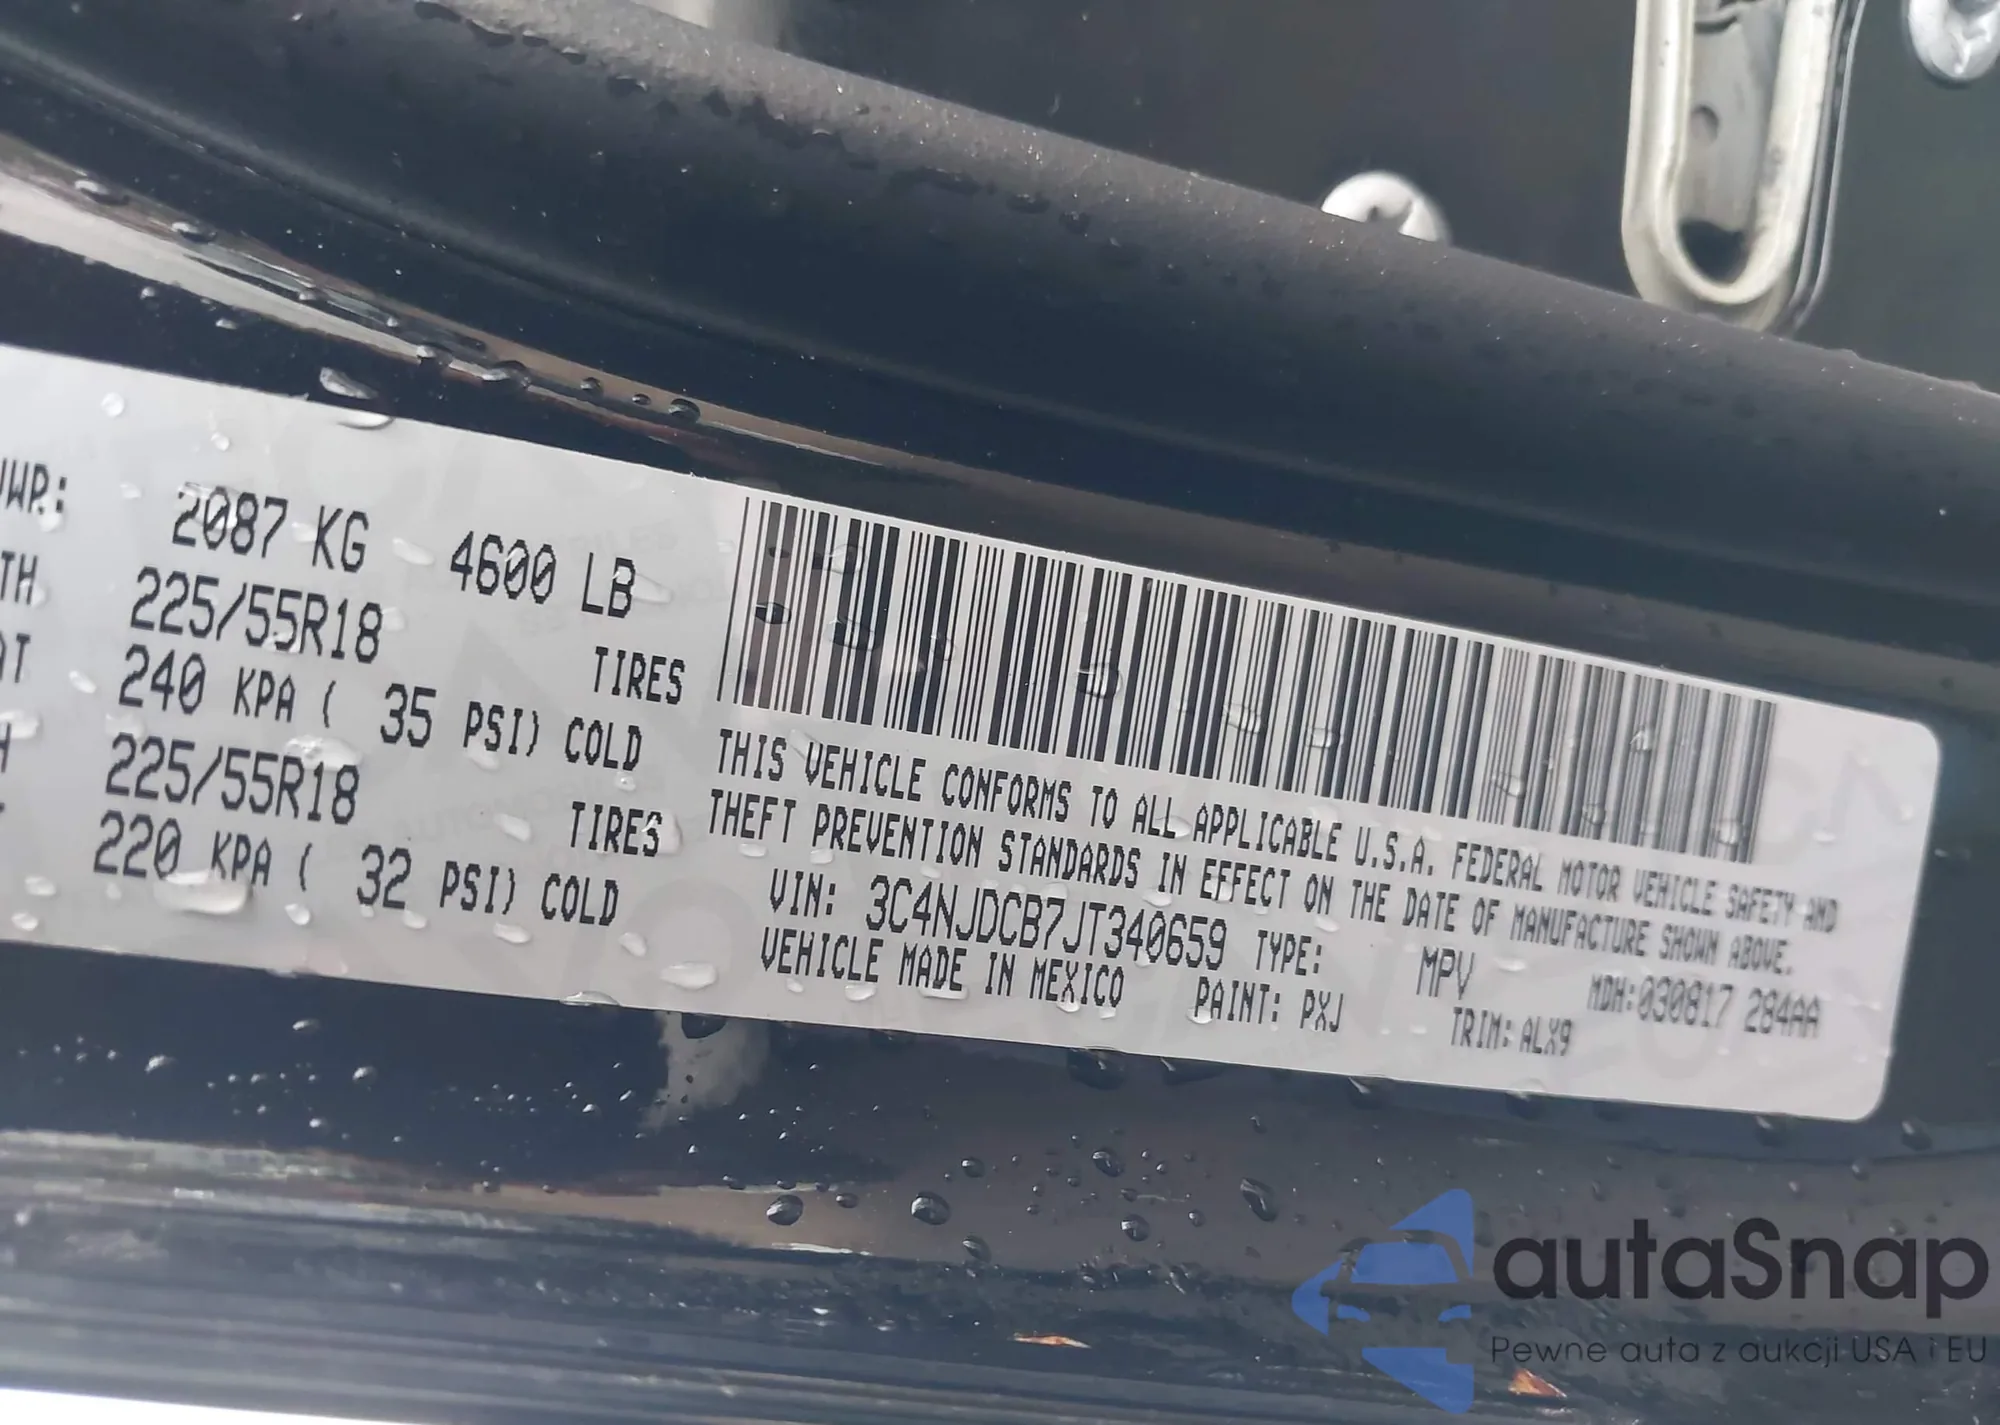 2087 KG 4600 LB
TH 225/55R18 TIRES
AT 240 KPA ( 35 PSI) COLD
H 225/55R18 TIRES
220 KPA ( 32 PSI) COLD
THIS VEHICLE CONFORMS TO ALL APPLICABLE U.S.A. FEDERAL MOTOR VEHICLE SAFETY AND
THEFT PREVENTION STANDARDS IN EFFECT ON THE DATE OF MANUFACTURE SHOWN ABOVE.
VIN: 3C4NJDCB7JT340659 TYPE: MPV MDH:030817 284AA
VEHICLE MADE IN MEXICO PAINT: PXJ TRIM: ALX9
autaSnap
Pewne auta z aukcji USA i EU